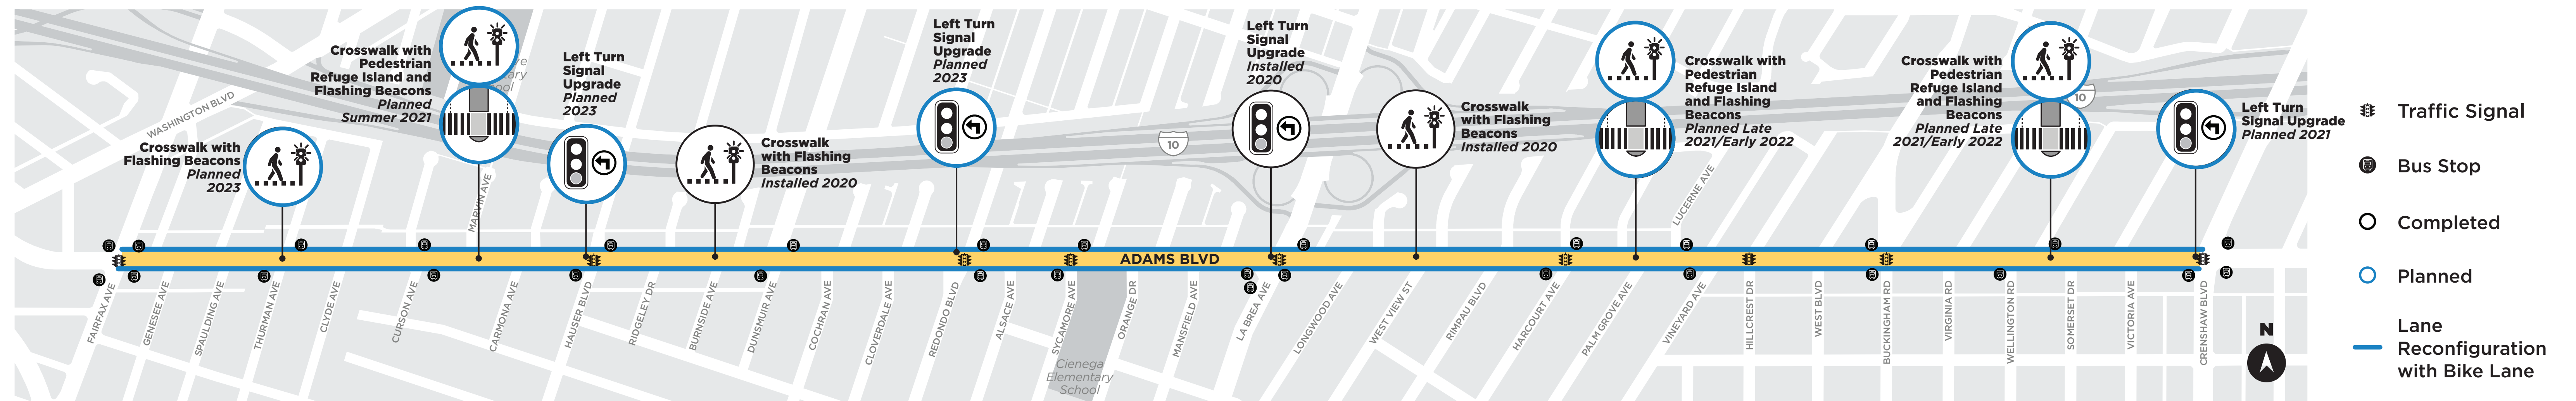 Crosswalk with
Flashing Beacons
Planned
2023
Crosswalk with
Pedestrian
Refuge Island and
Flashing Beacons
Planned
Summer 2021
Left Turn
Signal
Upgrade
Planned
2023
Crosswalk
with Flashing
Beacons
Installed 2020
Left Turn
Signal
Upgrade
Planned
2023
Left Turn
Signal
Upgrade
Installed
2020
Crosswalk
with Flashing
Beacons
Installed 2020
Crosswalk with
Pedestrian
Refuge Island
and Flashing
Beacons
Planned Late
2021/Early 2022
Crosswalk with
Pedestrian
Refuge Island
and Flashing
Beacons
Planned Late
2021/Early 2022
Left Turn
Signal Upgrade
Planned 2021
WASHINGTON BLVD
MARVIN AVE
10
LUCERNE AVE
10
ADAMS BLVD
FAIRFAX AVE
GENESEE AVE
SPAULDING AVE
THURMAN AVE
CLYDE AVE
CURSON AVE
CARMONA AVE
HAUSER BLVD
RIDGELEY DR
BURNSIDE AVE
DUNSMUIR AVE
COCHRAN AVE
CLOVERDALE AVE
REDONDO BLVD
ALSACE AVE
SYCAMORE AVE
ORANGE DR
MANSFIELD AVE
LA BREA AVE
LONGWOOD AVE
WEST VIEW ST
RIMPAU BLVD
HARCOURT AVE
PALM GROVE AVE
VINEYARD AVE
HILLCREST DR
WEST BLVD
BUCKINGHAM RD
VIRGINIA RD
WELLINGTON RD
SOMERSET DR
VICTORIA AVE
CRENSHAW BLVD
Cienega
Elementary
School
N
Traffic Signal
Bus Stop
Completed
Planned
Lane
Reconfiguration
with Bike Lane